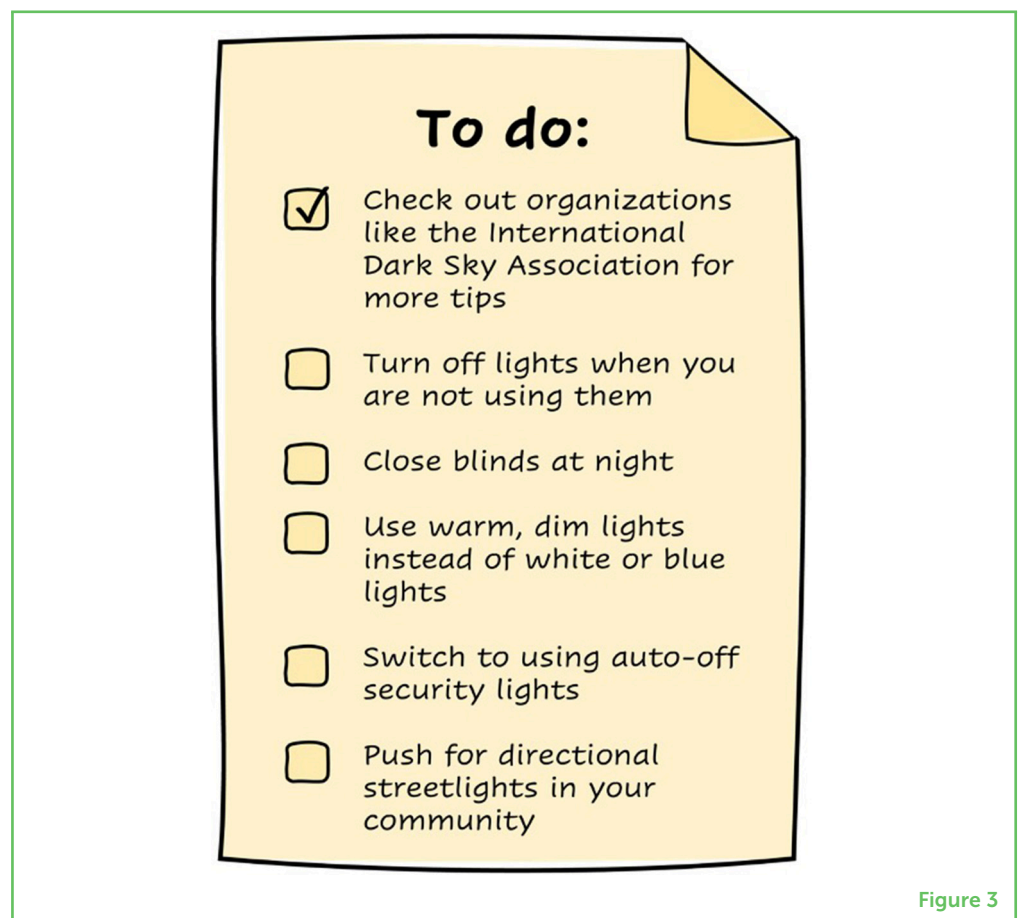 To do:
Check out organizations
like the International
Dark Sky Association for
more tips
Turn off lights when you
are not using them
Close blinds at night
Use warm, dim lights
instead of white or blue
lights
Switch to using auto-off
security lights
Push for directional
streetlights in your
community
Figure 3